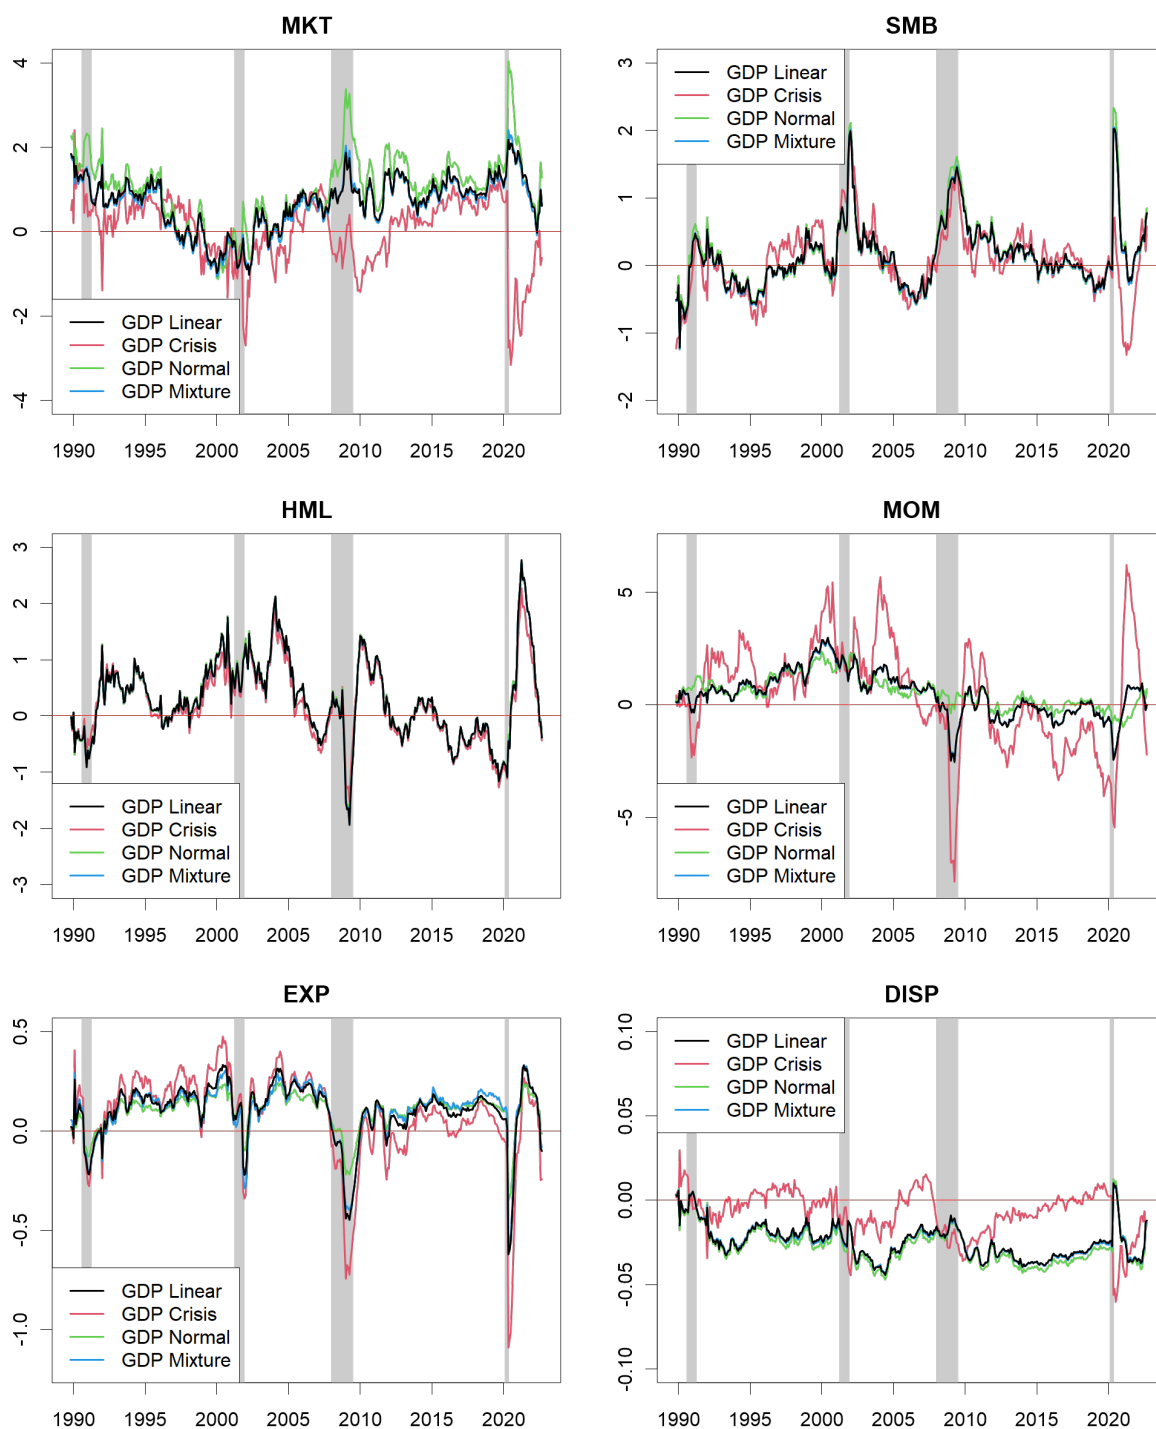 MKT
4
2
0
-2
-4
GDP Linear
GDP Crisis
GDP Normal
GDP Mixture
1990 1995 2000 2005 2010 2015 2020
SMB
3
2
1
0
-1
-2
GDP Linear
GDP Crisis
GDP Normal
GDP Mixture
1990 1995 2000 2005 2010 2015 2020
HML
3
2
1
0
-1
-2
-3
GDP Linear
GDP Crisis
GDP Normal
GDP Mixture
1990 1995 2000 2005 2010 2015 2020
MOM
5
0
-5
GDP Linear
GDP Crisis
GDP Normal
GDP Mixture
1990 1995 2000 2005 2010 2015 2020
EXP
0.5
0.0
-0.5
-1.0
GDP Linear
GDP Crisis
GDP Normal
GDP Mixture
1990 1995 2000 2005 2010 2015 2020
DISP
0.10
0.05
0.00
-0.05
-0.10
GDP Linear
GDP Crisis
GDP Normal
GDP Mixture
1990 1995 2000 2005 2010 2015 2020